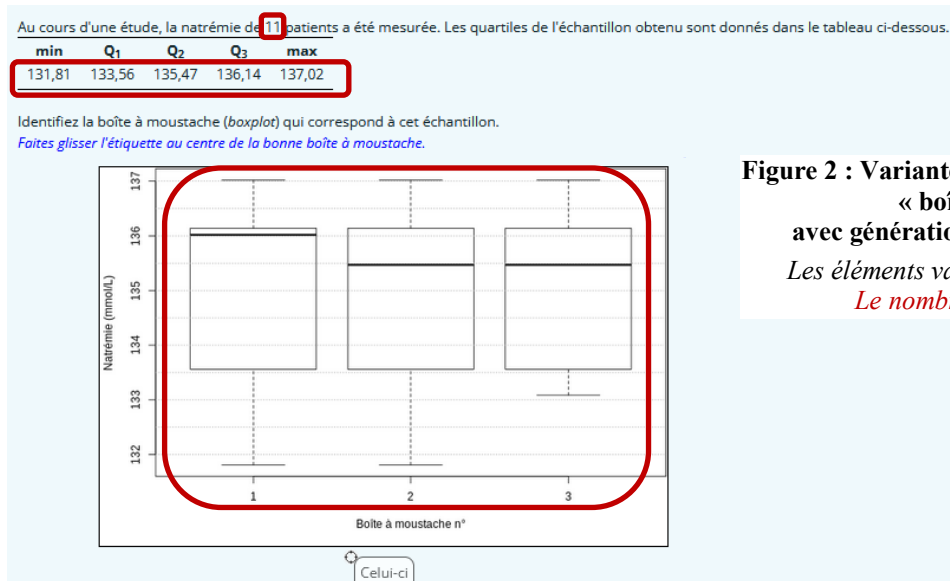 Au cours d'une étude, la natrémie de 11 patients a été mesurée. Les quartiles de l'échantillon obtenu sont donnés dans le tableau ci-dessous.
min Q1 Q2 Q3 max
131,81 133,56 135,47 136,14 137,02
Identifiez la boîte à moustache (boxplot) qui correspond à cet échantillon.
Faites glisser l'étiquette au centre de la bonne boîte à moustache.
Figure 2 : Variante
« boî
avec génératio
Les éléments va
Le nomb
Natrémie (mmol/L)
137
136
135
134
133
132
1 2 3
Boîte à moustache n°
Celui-ci